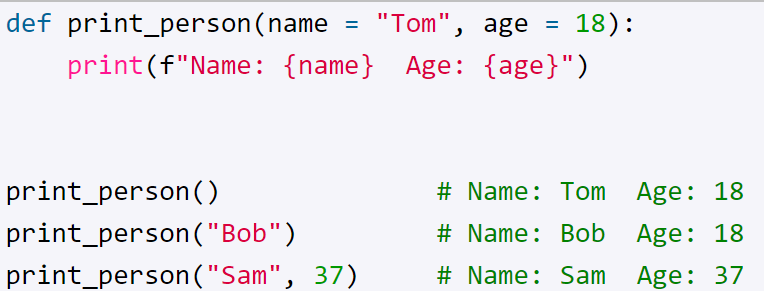 def print_person(name = "Tom", age = 18):
    print(f"Name: {name}  Age: {age}")
print_person()              # Name: Tom  Age: 18
print_person("Bob")         # Name: Bob  Age: 18
print_person("Sam", 37)     # Name: Sam  Age: 37